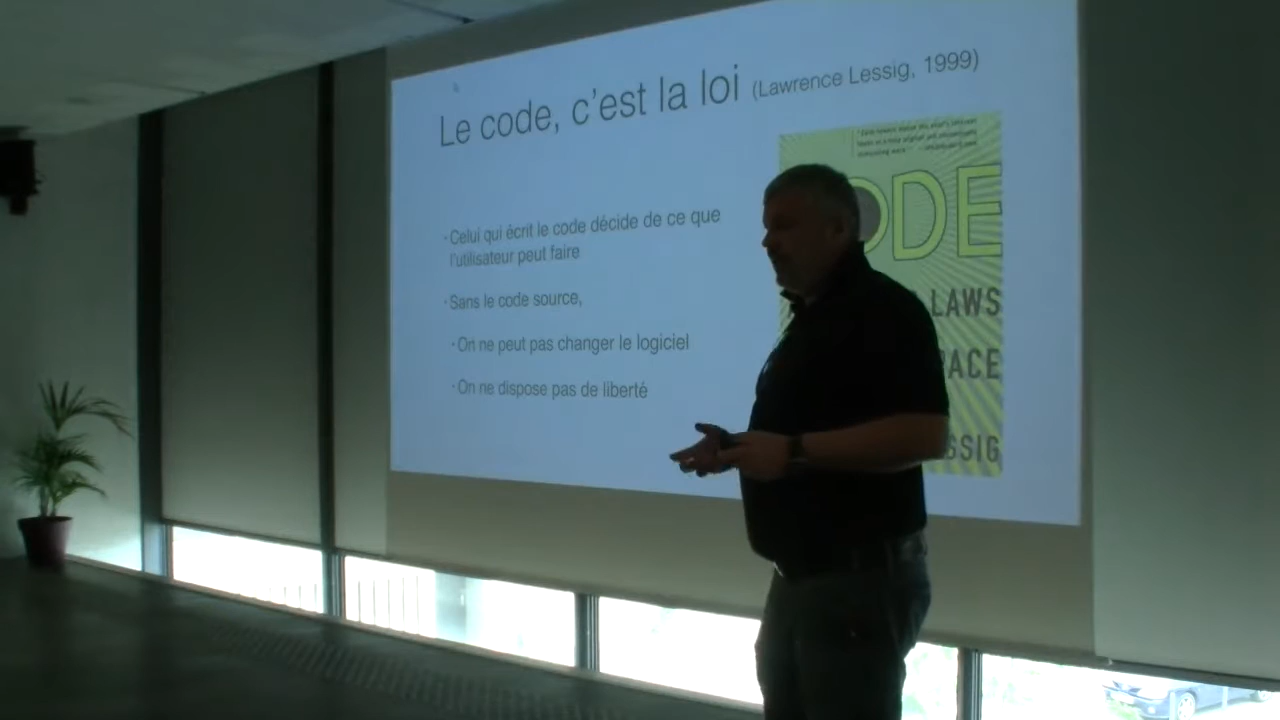 Le code, c'est la loi (Lawrence Lessig, 1999)
· Celui qui écrit le code décide de ce que
l'utilisateur peut faire
· Sans le code source,
· On ne peut pas changer le logiciel
· On ne dispose pas de liberté
ODE
LAWS
ACE
SSIG